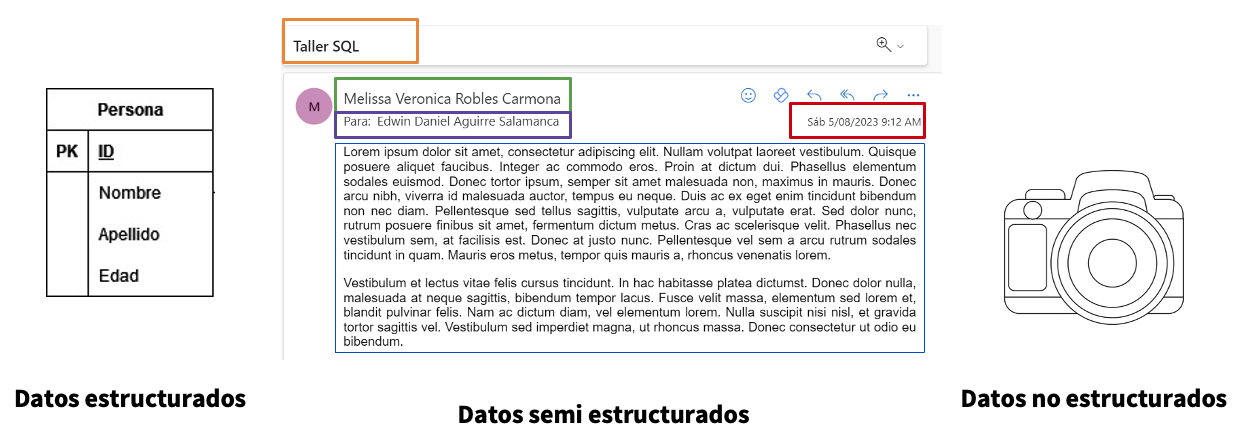 Persona
PK ID
Nombre
Apellido
Edad
Datos estructurados
Taller SQL
M
Melissa Veronica Robles Carmona
Para: Edwin Daniel Aguirre Salamanca
Sáb 5/08/2023 9:12 AM
Lorem ipsum dolor sit amet, consectetur adipiscing elit. Nullam volutpat laoreet vestibulum. Quisque
posuere aliquet faucibus. Integer ac commodo eros. Proin at dictum dui. Phasellus elementum
sodales euismod. Donec tortor ipsum, semper sit amet malesuada non, maximus in mauris. Donec
arcu nibh, viverra id malesuada auctor, tempus eu neque. Duis ac ex eget enim tincidunt bibendum
non nec diam. Pellentesque sed tellus sagittis, vulputate arcu a, vulputate erat. Sed dolor nunc,
rutrum posuere finibus sit amet, fermentum dictum metus. Cras ac scelerisque velit. Phasellus nec
vestibulum sem, at facilisis est. Donec at justo nunc. Pellentesque vel sem a arcu rutrum sodales
tincidunt in quam. Mauris eros metus, tempor quis mauris a, rhoncus venenatis lorem.
Vestibulum et lectus vitae felis cursus tincidunt. In hac habitasse platea dictumst. Donec dolor nulla,
malesuada at neque sagittis, bibendum tempor lacus. Fusce velit massa, elementum sed lorem et,
blandit pulvinar felis. Nam ac dictum diam, vel elementum lorem. Nulla suscipit nisi nisl, et gravida
tortor sagittis vel. Vestibulum sed imperdiet magna, ut rhoncus massa. Donec consectetur ut odio eu
bibendum.
Datos semi estructurados
Datos no estructurados